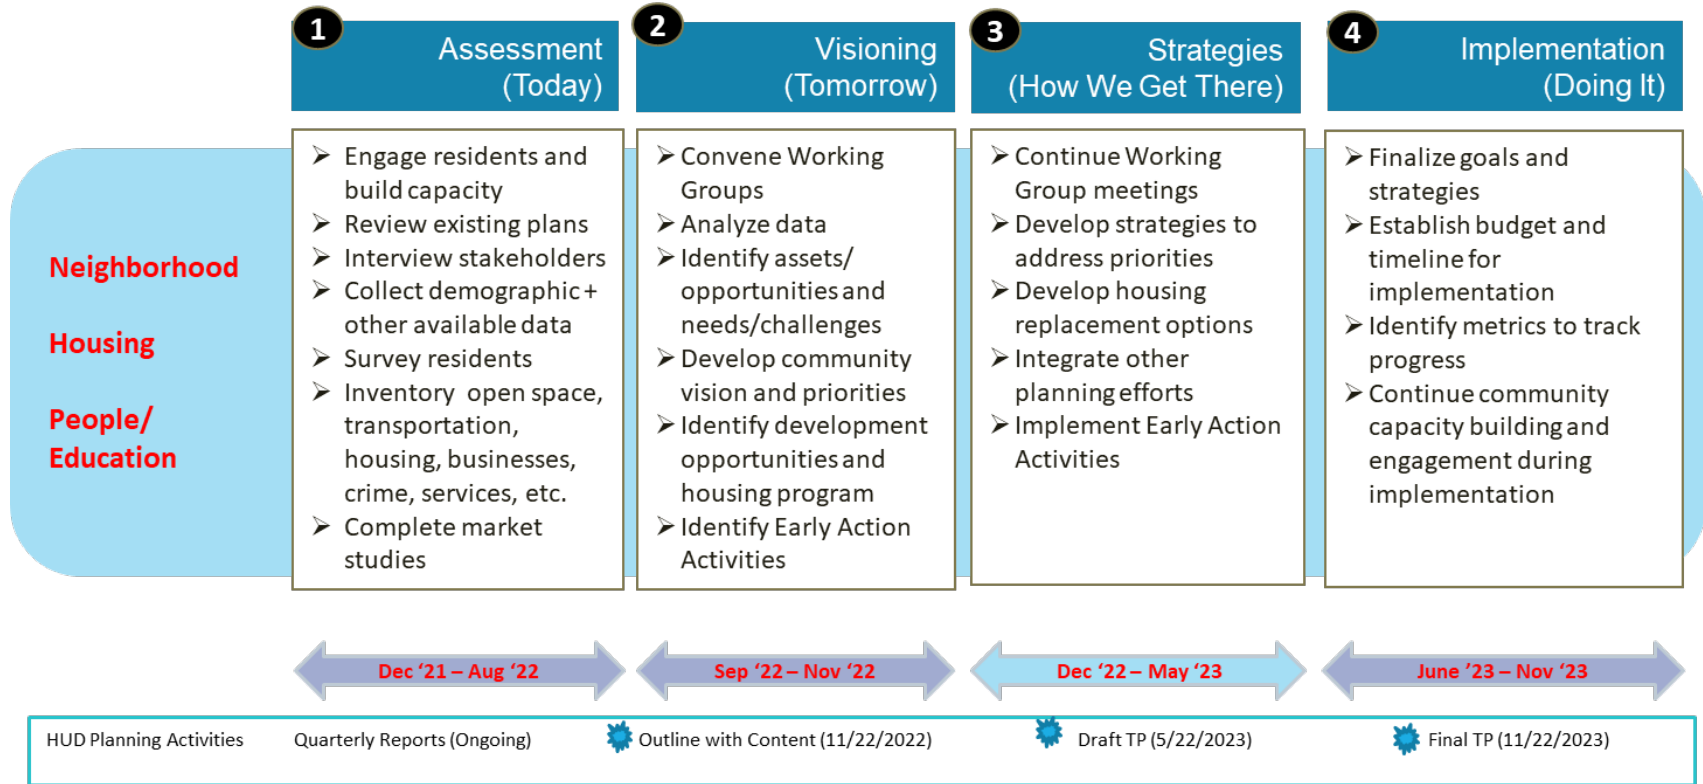 1
Assessment
(Today)
2
Visioning
(Tomorrow)
3
Strategies
(How We Get There)
4
Implementation
(Doing It)
Neighborhood
Housing
People/
Education
➢ Engage residents and
build capacity
➢ Review existing plans
➢ Interview stakeholders
➢ Collect demographic +
other available data
➢ Survey residents
➢ Inventory open space,
transportation,
housing, businesses,
crime, services, etc.
➢ Complete market
studies
➢ Convene Working
Groups
➢ Analyze data
➢ Identify assets/
opportunities and
needs/challenges
➢ Develop community
vision and priorities
➢ Identify development
opportunities and
housing program
➢ Identify Early Action
Activities
➢ Continue Working
Group meetings
➢ Develop strategies to
address priorities
➢ Develop housing
replacement options
➢ Integrate other
planning efforts
➢ Implement Early Action
Activities
➢ Finalize goals and
strategies
➢ Establish budget and
timeline for
implementation
➢ Identify metrics to track
progress
➢ Continue community
capacity building and
engagement during
implementation
Dec ‘21 – Aug ‘22
Sep ‘22 – Nov ‘22
Dec ‘22 – May ‘23
June ’23 – Nov ‘23
HUD Planning Activities
Quarterly Reports (Ongoing)
Outline with Content (11/22/2022)
Draft TP (5/22/2023)
Final TP (11/22/2023)